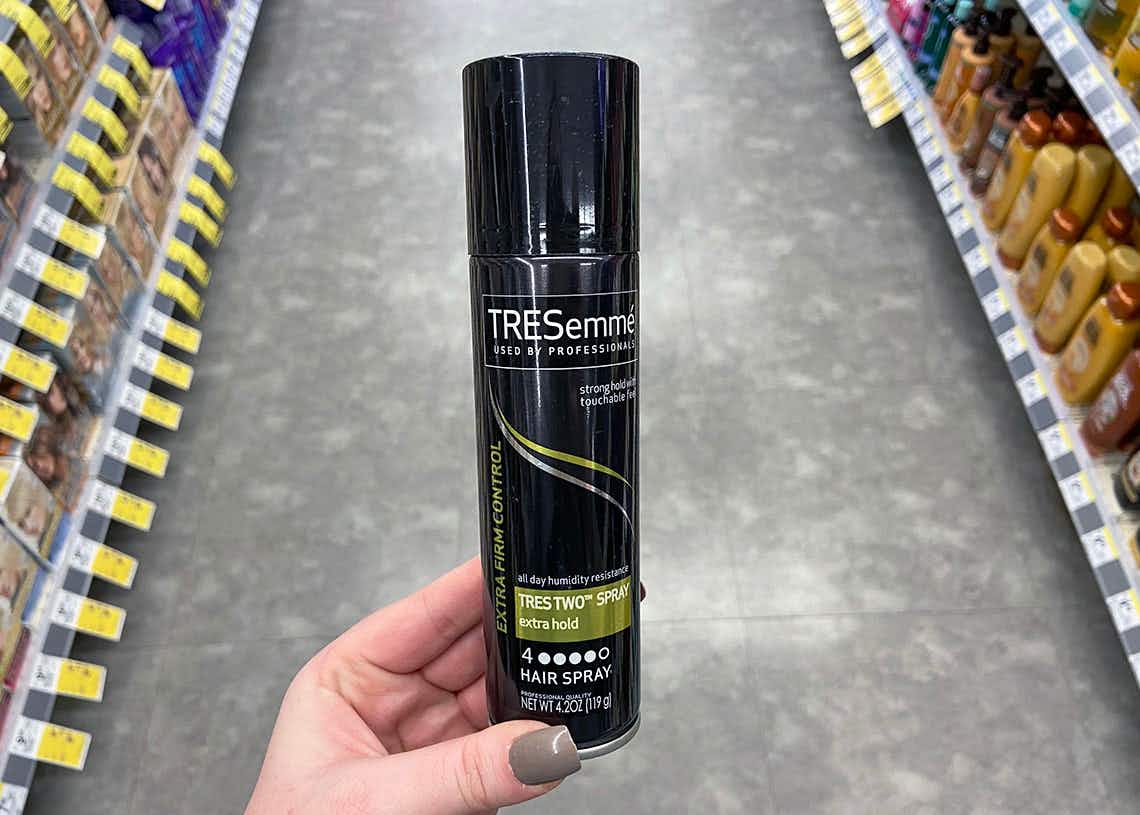 TRESemmé
USED BY PROFESSIONALS
strong hold with
touchable feel
EXTRA FIRM CONTROL
all day humidity resistance
TRES TWO™ SPRAY
extra hold
4
HAIR SPRAY
PROFESSIONAL QUALITY
NET WT 4.2OZ (119 g)